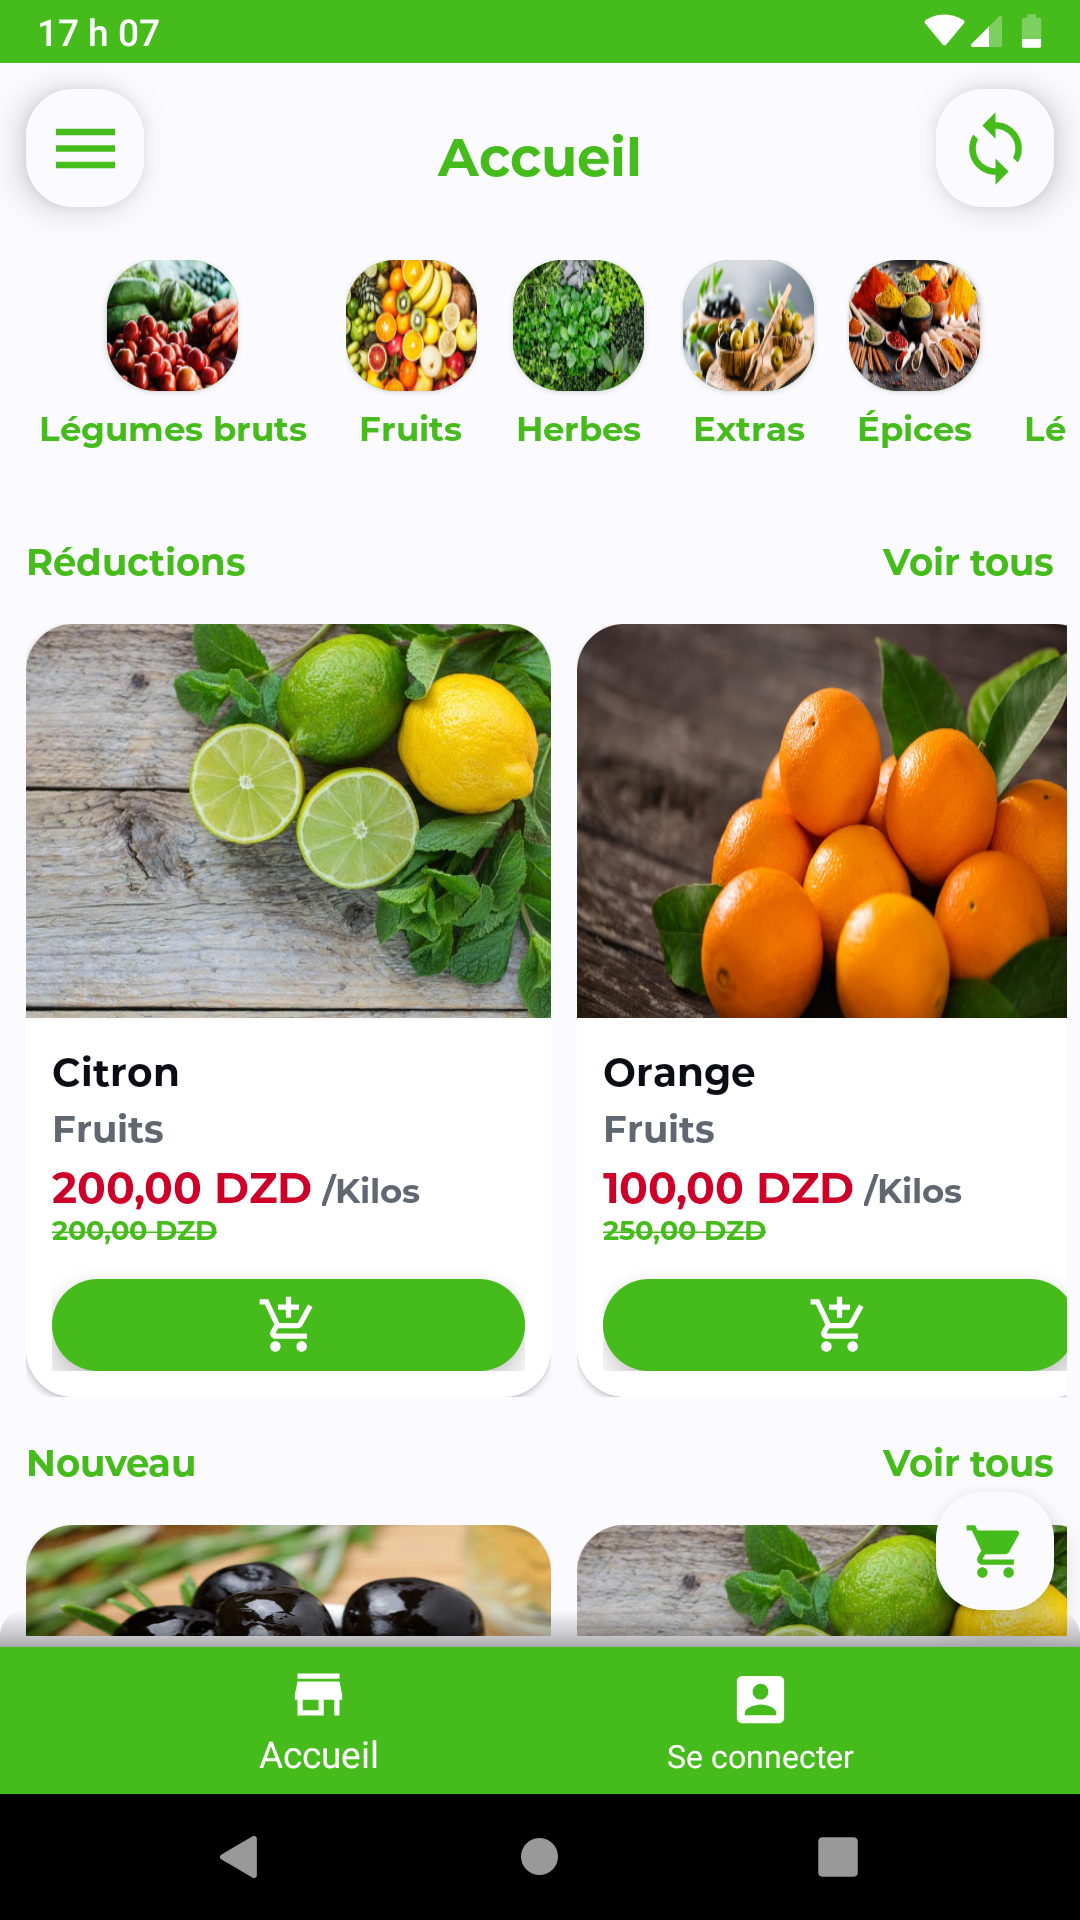 17 h 07
Accueil
Légumes bruts
Fruits
Herbes
Extras
Épices
Lé
Réductions
Voir tous
Citron
Fruits
200,00 DZD /Kilos
200,00 DZD
Orange
Fruits
100,00 DZD /Kilos
250,00 DZD
Nouveau
Voir tous
Accueil
Se connecter